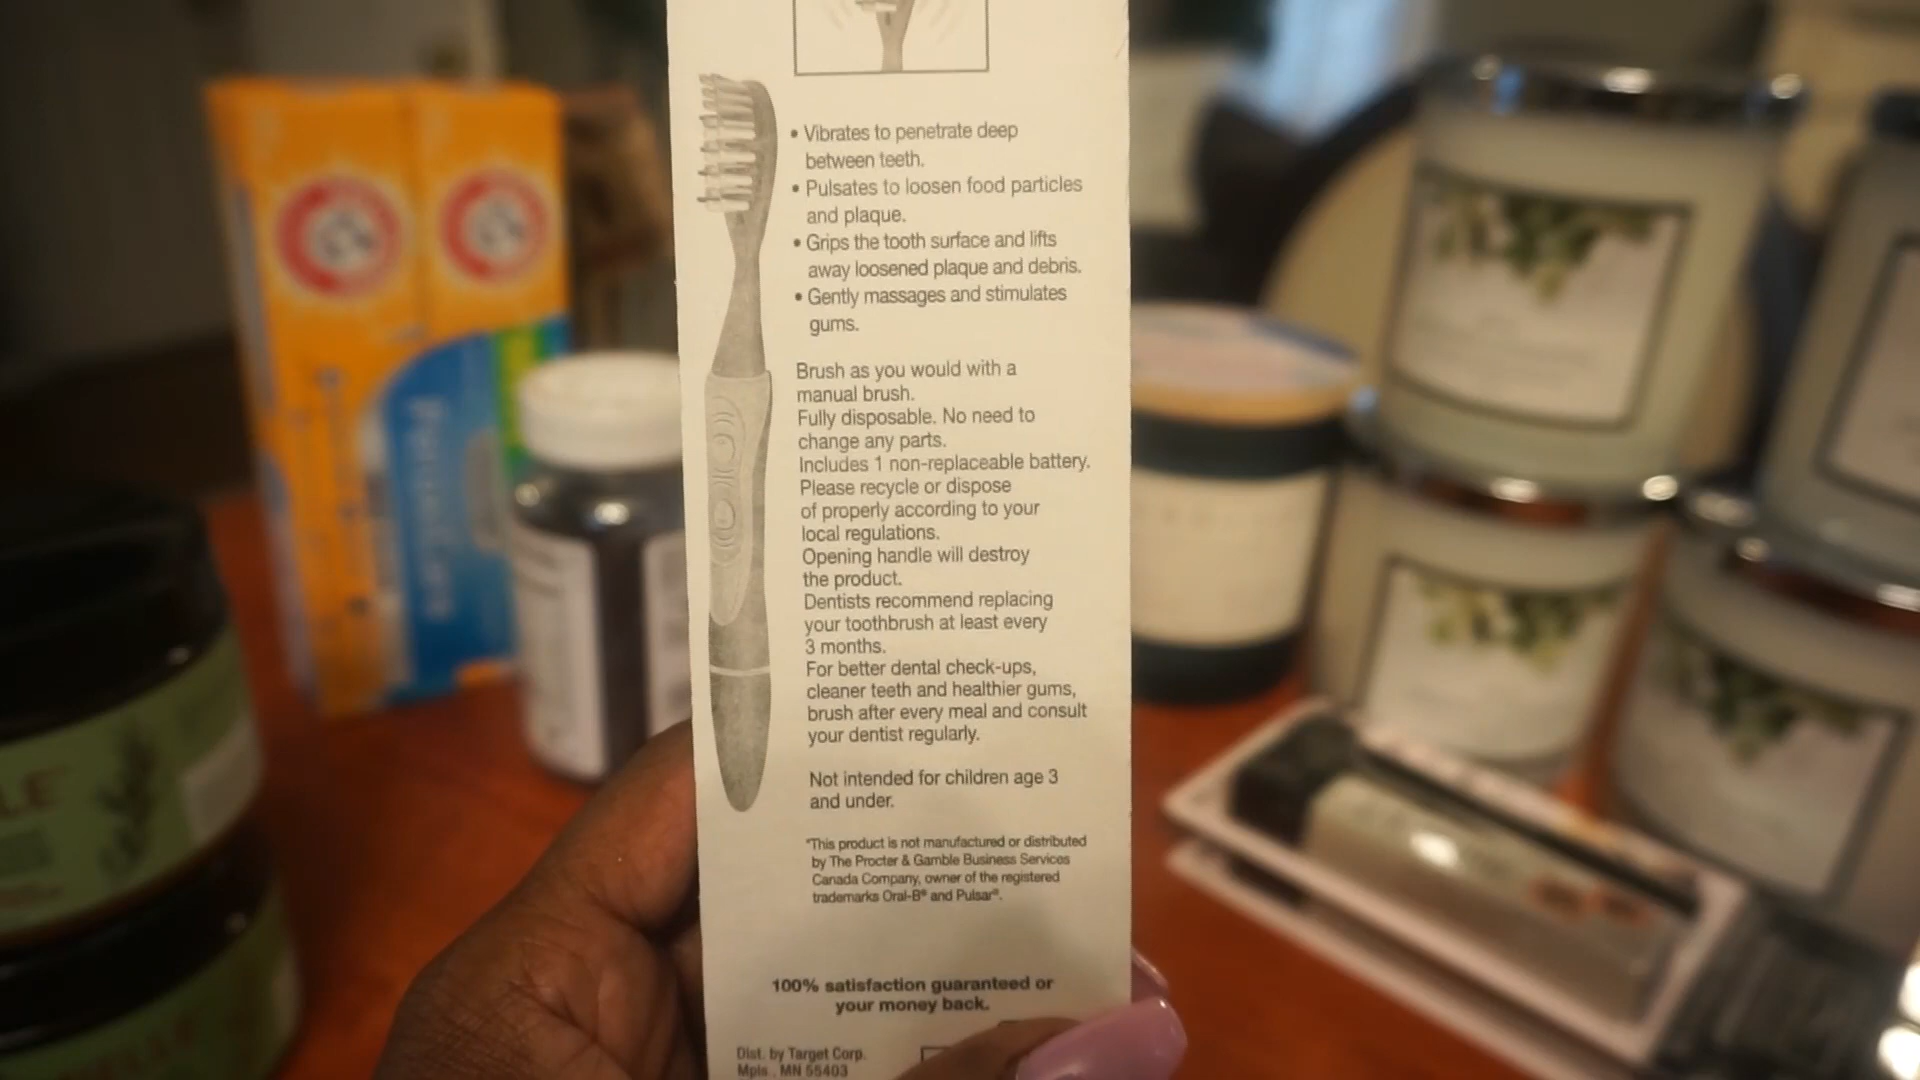 • Vibrates to penetrate deep
between teeth.
• Pulsates to loosen food particles
and plaque.
• Grips the tooth surface and lifts
away loosened plaque and debris.
• Gently massages and stimulates
gums.
Brush as you would with a
manual brush.
Fully disposable. No need to
change any parts.
Includes 1 non-replaceable battery.
Please recycle or dispose
of properly according to your
local regulations.
Opening handle will destroy
the product.
Dentists recommend replacing
your toothbrush at least every
3 months.
For better dental check-ups,
cleaner teeth and healthier gums,
brush after every meal and consult
your dentist regularly.
Not intended for children age 3
and under.
*This product is not manufactured or distributed
by The Procter & Gamble Business Services
Canada Company, owner of the registered
trademarks Oral-B® and Pulsar®.
100% satisfaction guaranteed or
your money back.
Dist. by Target Corp.
Mpls., MN 55403